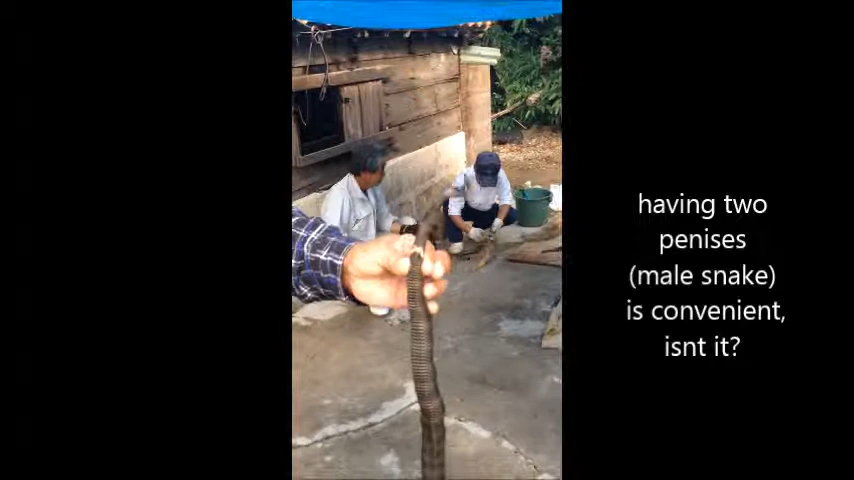 having two
penises
(male snake)
is convenient,
isnt it?